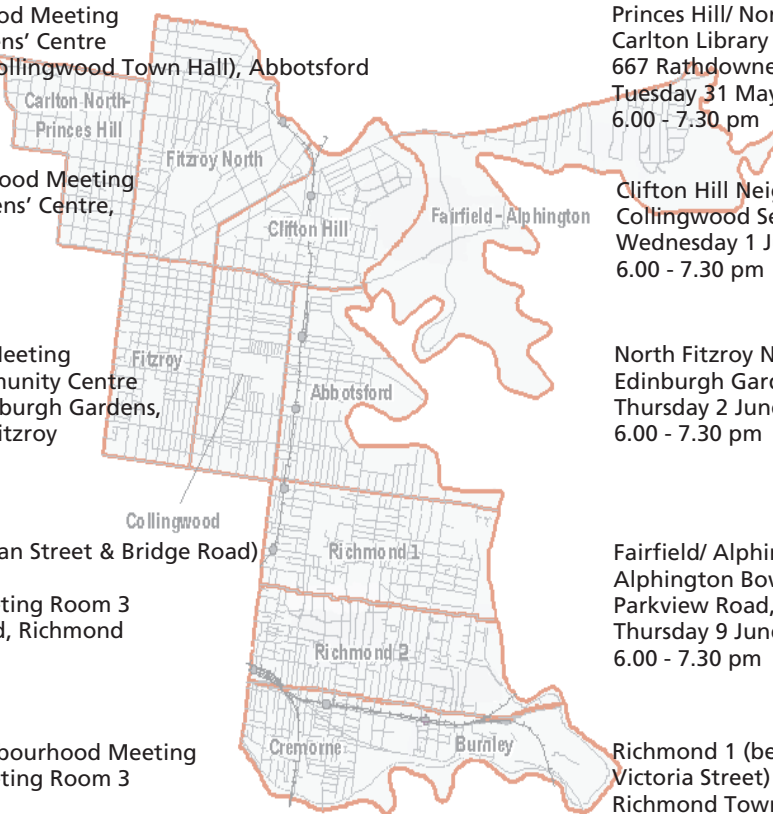 ood Meeting
ens' Centre
ollingwood Town Hall), Abbotsford
ood Meeting
ens' Centre,
Meeting
munity Centre
burgh Gardens,
itzroy
an Street & Bridge Road)
ting Room 3
d, Richmond
bourhood Meeting
ting Room 3
Carlton North-
Princes Hill
Fitzroy North
Clifton Hill
Fairfield - Alphington
Fitzroy
Abbotsford
Collingwood
Richmond 1
Richmond 2
Cremorne
Burnley
Princes Hill/ Nor
Carlton Library
667 Rathdowne
Tuesday 31 May
6.00 - 7.30 pm
Clifton Hill Neig
Collingwood Se
Wednesday 1 J
6.00 - 7.30 pm
North Fitzroy N
Edinburgh Gard
Thursday 2 June
6.00 - 7.30 pm
Fairfield/ Alphin
Alphington Bow
Parkview Road,
Thursday 9 June
6.00 - 7.30 pm
Richmond 1 (be
Victoria Street)
Richmond Town